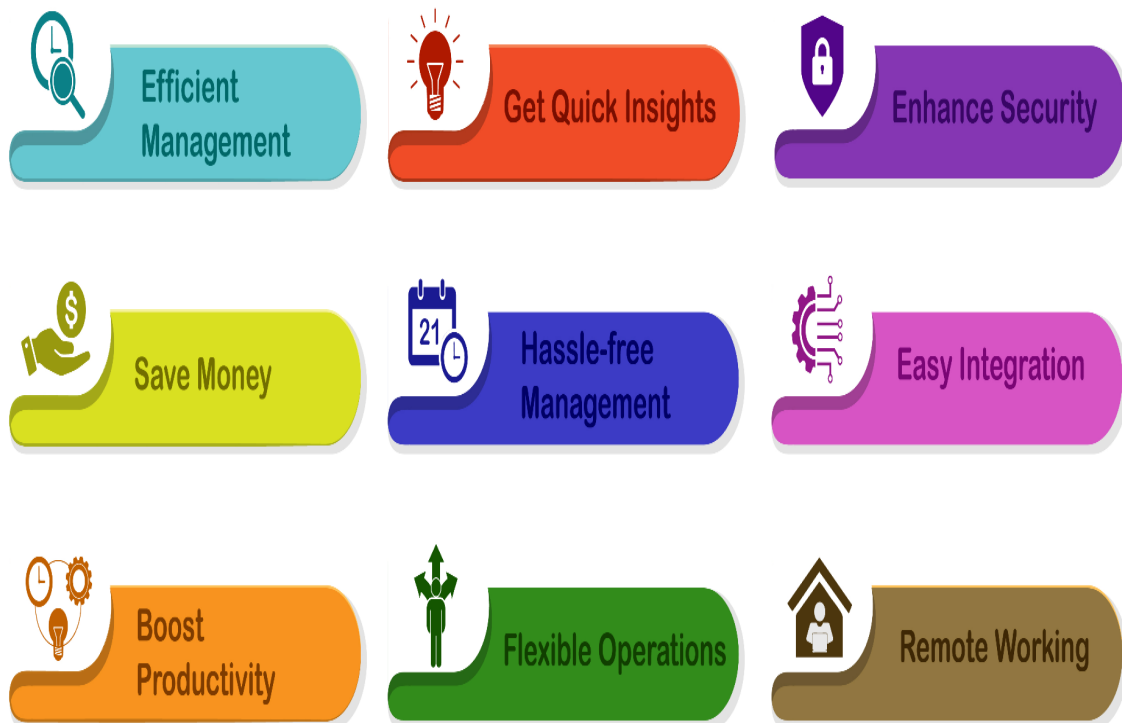 Efficient
Management
Get Quick Insights
Enhance Security
$
Save Money
21
Hassle-free
Management
Easy Integration
Boost
Productivity
Flexible Operations
Remote Working